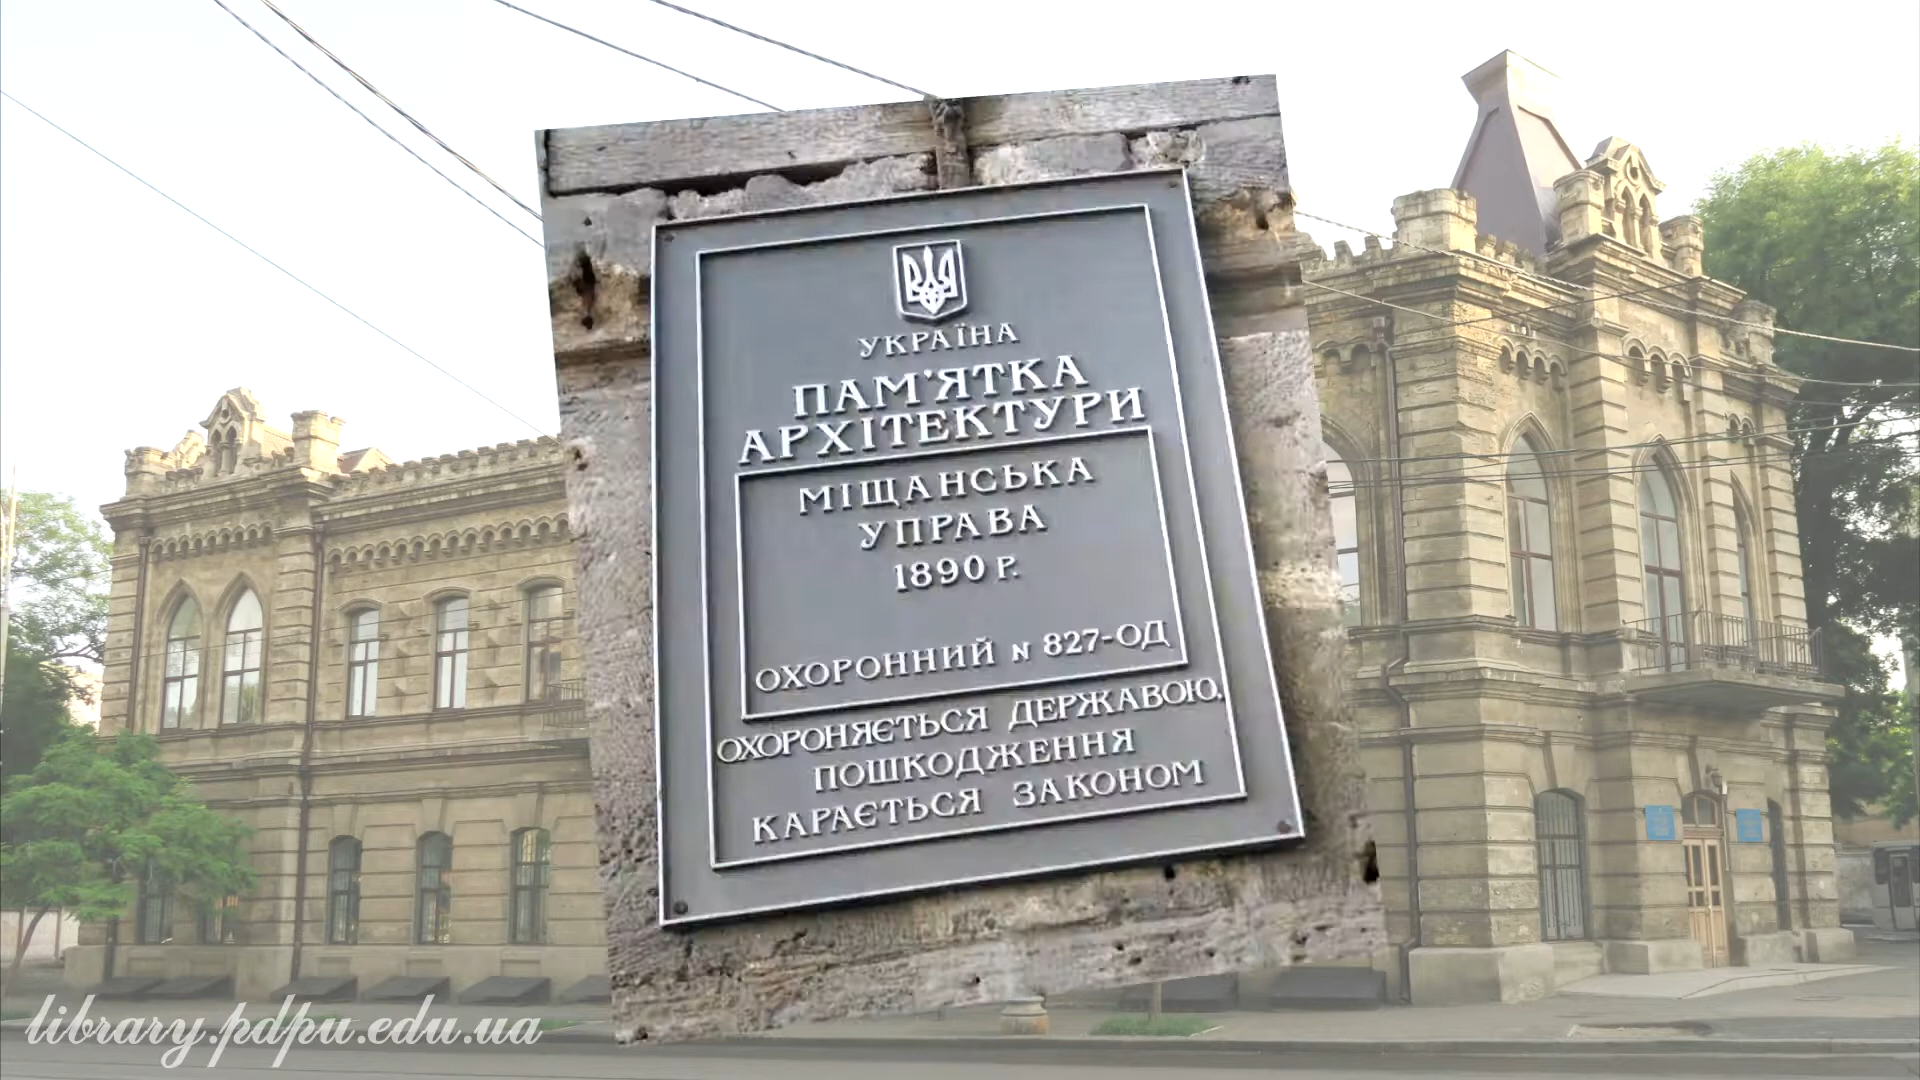 УКРАЇНА
ПАМ'ЯТКА
АРХІТЕКТУРИ
МІЩАНСЬКА
УПРАВА
1890 Р.
ОХОРОННИЙ N 827-ОД
ОХОРОНЯЄТЬСЯ ДЕРЖАВОЮ,
ПОШКОДЖЕННЯ
КАРАЄТЬСЯ ЗАКОНОМ
library.pdpu.edu.ua